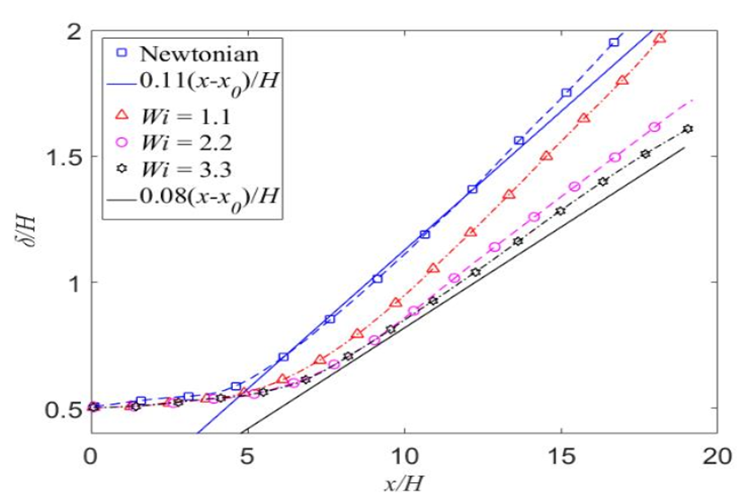 2
Newtonian
0.11(x-x0)/H
Wi = 1.1
1.5
Wi = 2.2
Wi = 3.3
0.08(x-x0)/H
δ/H
1
0.5
0 5 10 15 20
x/H